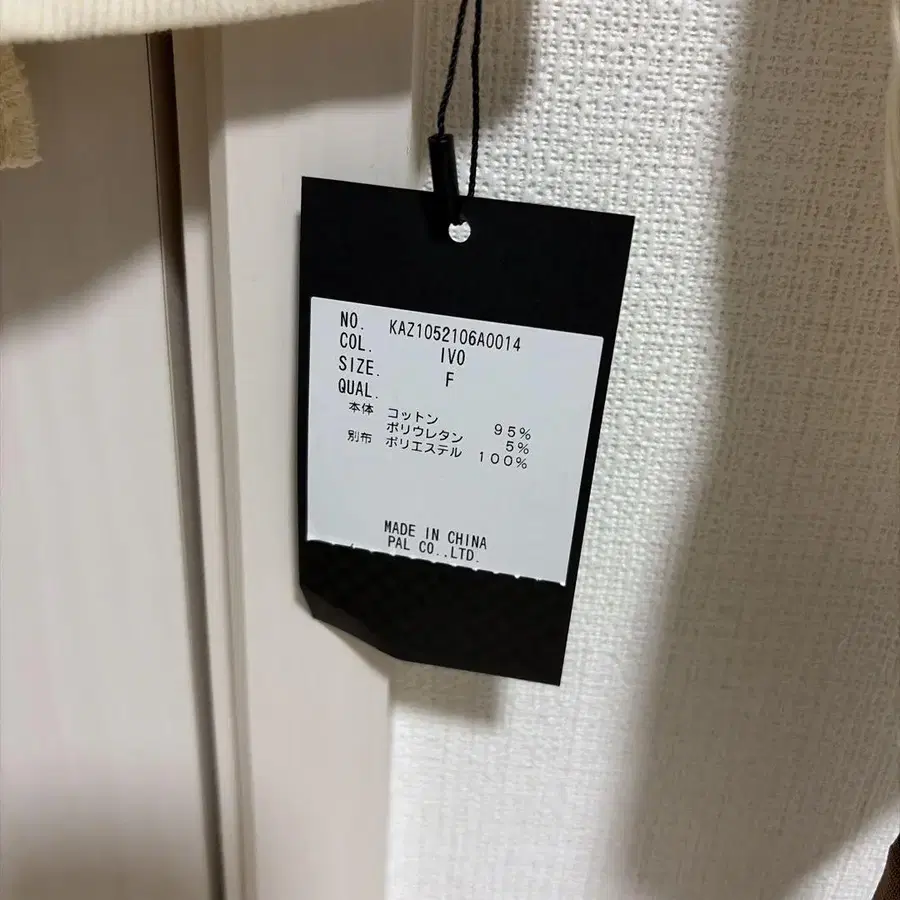 NO. KAZ1052106A0014
COL. IVO
SIZE. F
QUAL.
本体 コットン 95%
ポリウレタン 5%
別布 ポリエステル 100%
MADE IN CHINA
PAL CO.,LTD.